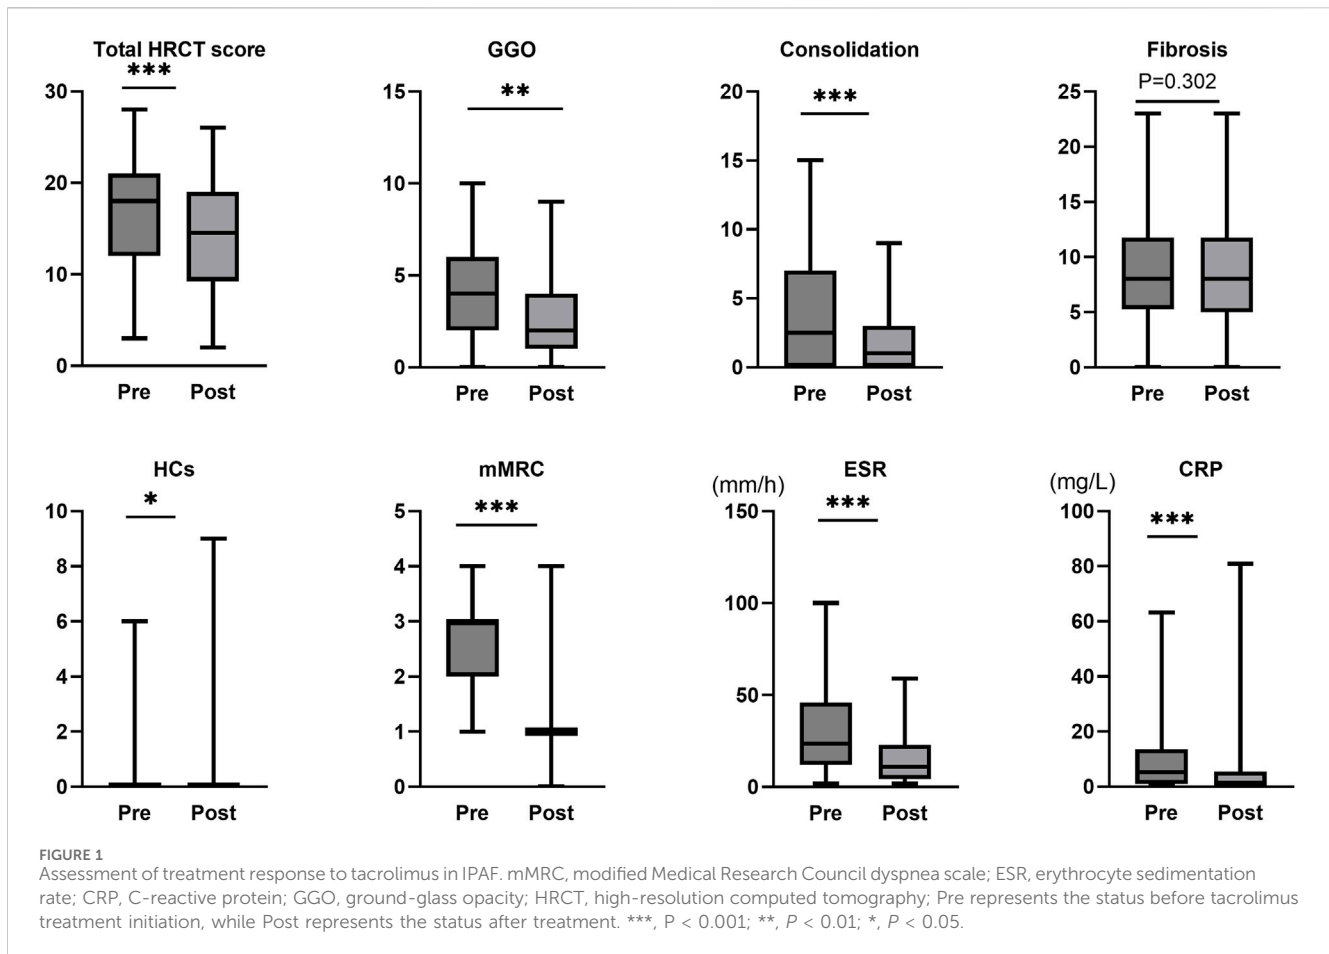 Total HRCT score
***
30
20
10
0
Pre Post
GGO
**
15
10
5
0
Pre Post
Consolidation
***
20
15
10
5
0
Pre Post
Fibrosis
P=0.302
25
20
15
10
5
0
Pre Post
HCs
*
10
8
6
4
2
0
Pre Post
mMRC
***
5
4
3
2
1
0
Pre Post
ESR
(mm/h)
***
150
100
50
0
Pre Post
CRP
(mg/L)
***
100
80
60
40
20
0
Pre Post
FIGURE 1
Assessment of treatment response to tacrolimus in IPAF. mMRC, modified Medical Research Council dyspnea scale; ESR, erythrocyte sedimentation
rate; CRP, C-reactive protein; GGO, ground-glass opacity; HRCT, high-resolution computed tomography; Pre represents the status before tacrolimus
treatment initiation, while Post represents the status after treatment. ***, P < 0.001; **, P < 0.01; *, P < 0.05.